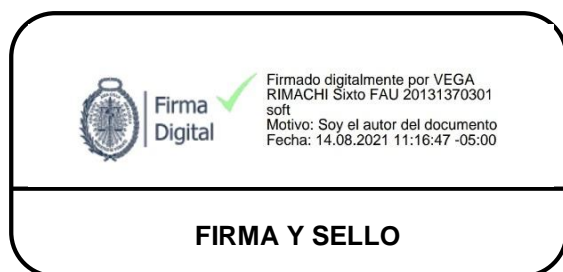 Firma
Digital
Firmado digitalmente por VEGA
RIMACHI Sixto FAU 20131370301
soft
Motivo: Soy el autor del documento
Fecha: 14.08.2021 11:16:47 -05:00
FIRMA Y SELLO